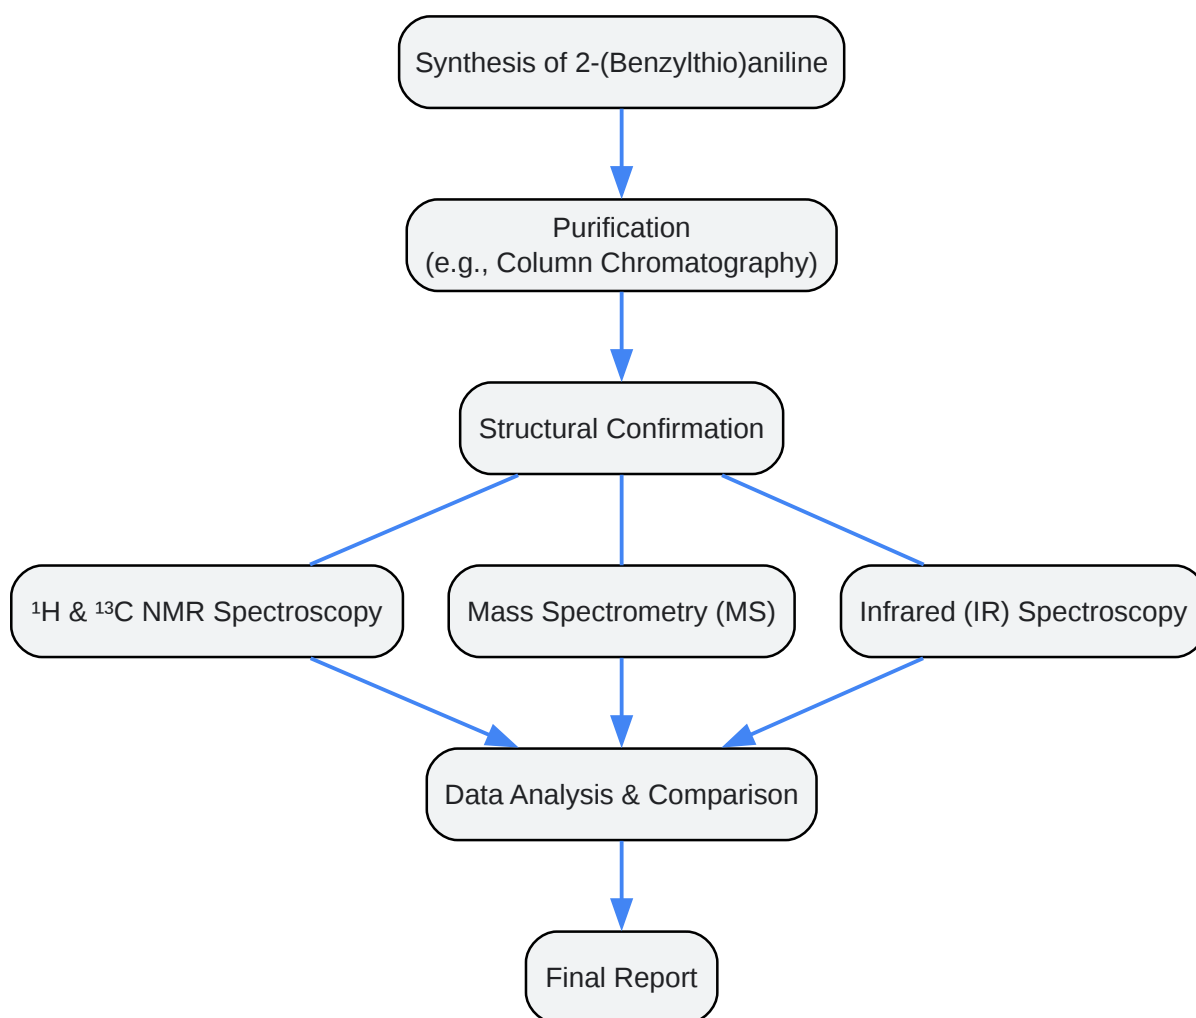 Synthesis of 2-(Benzylthio)aniline
Purification
(e.g., Column Chromatography)
Structural Confirmation
¹H & ¹³C NMR Spectroscopy
Mass Spectrometry (MS)
Infrared (IR) Spectroscopy
Data Analysis & Comparison
Final Report